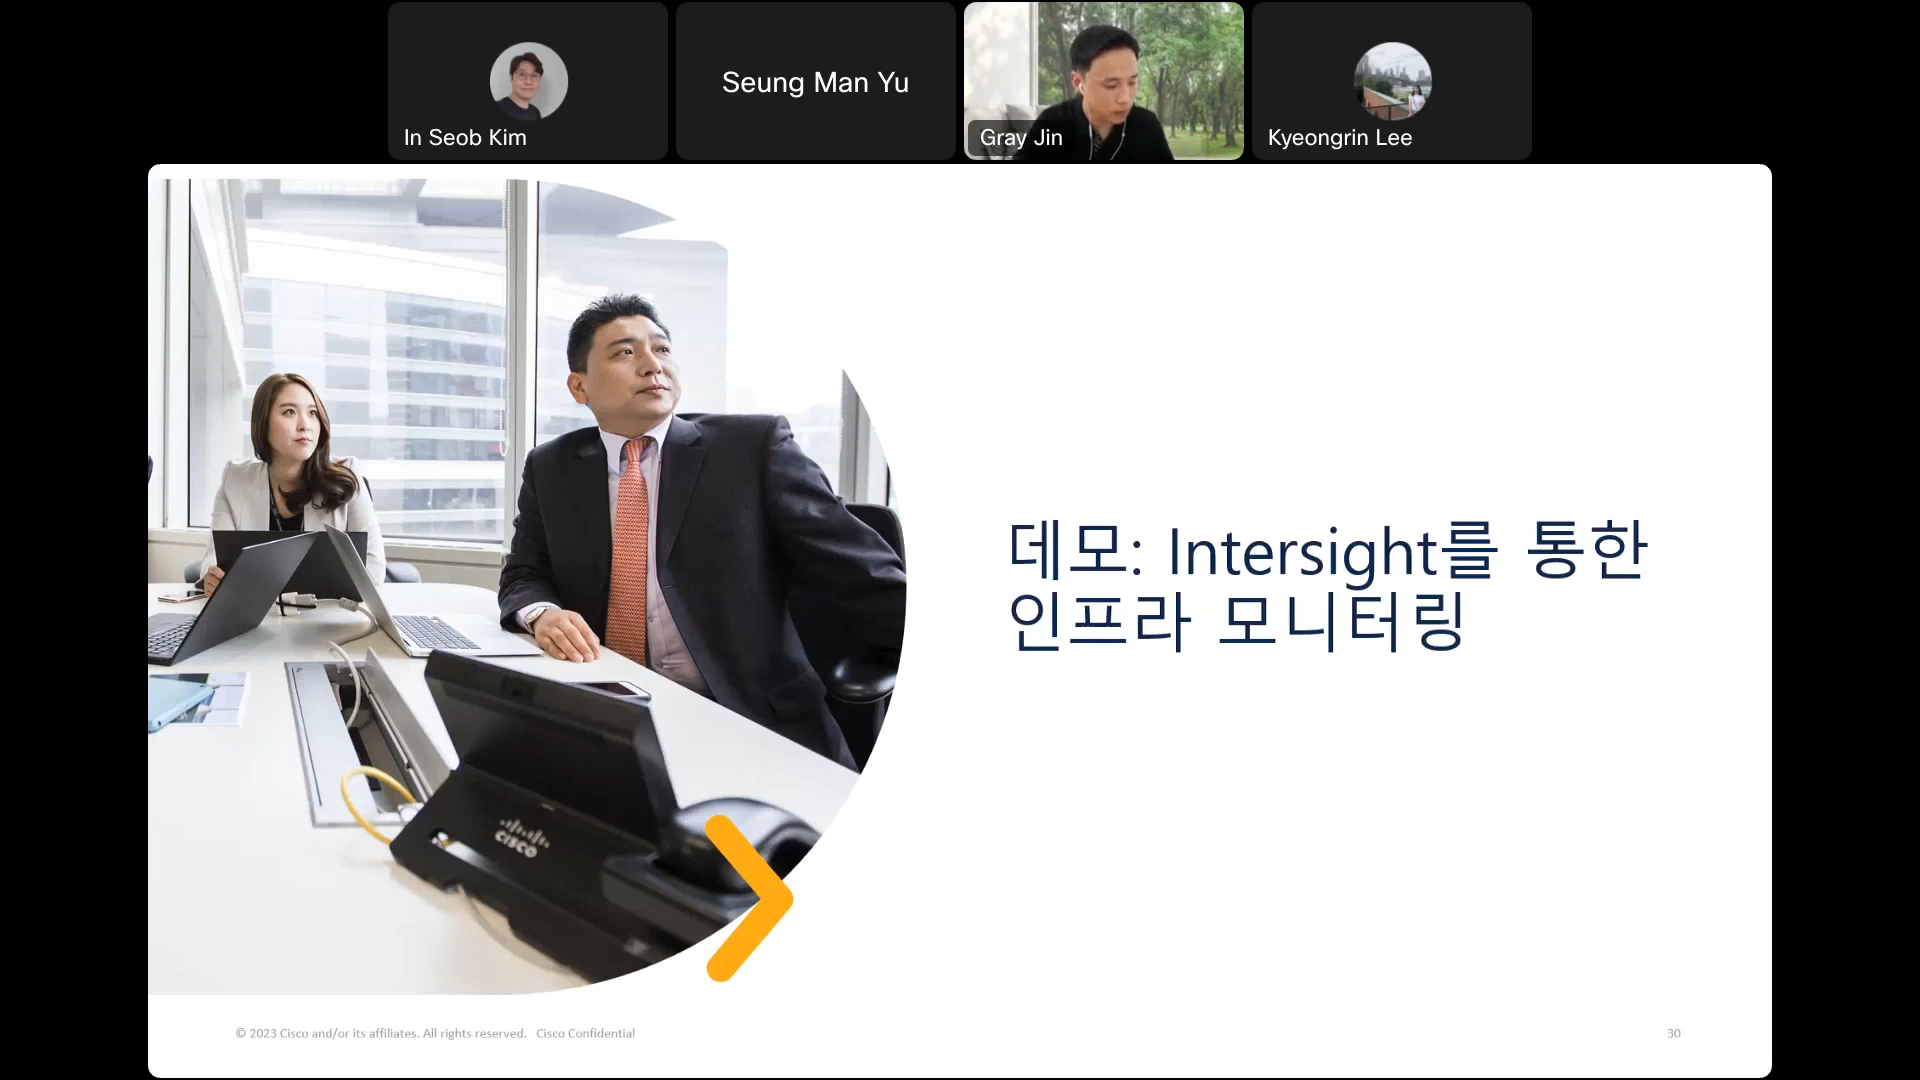 In Seob Kim
Seung Man Yu
Gray Jin
Kyeongrin Lee
데모: Intersight를 통한
인프라 모니터링
CISCO
© 2023 Cisco and/or its affiliates. All rights reserved. Cisco Confidential
30